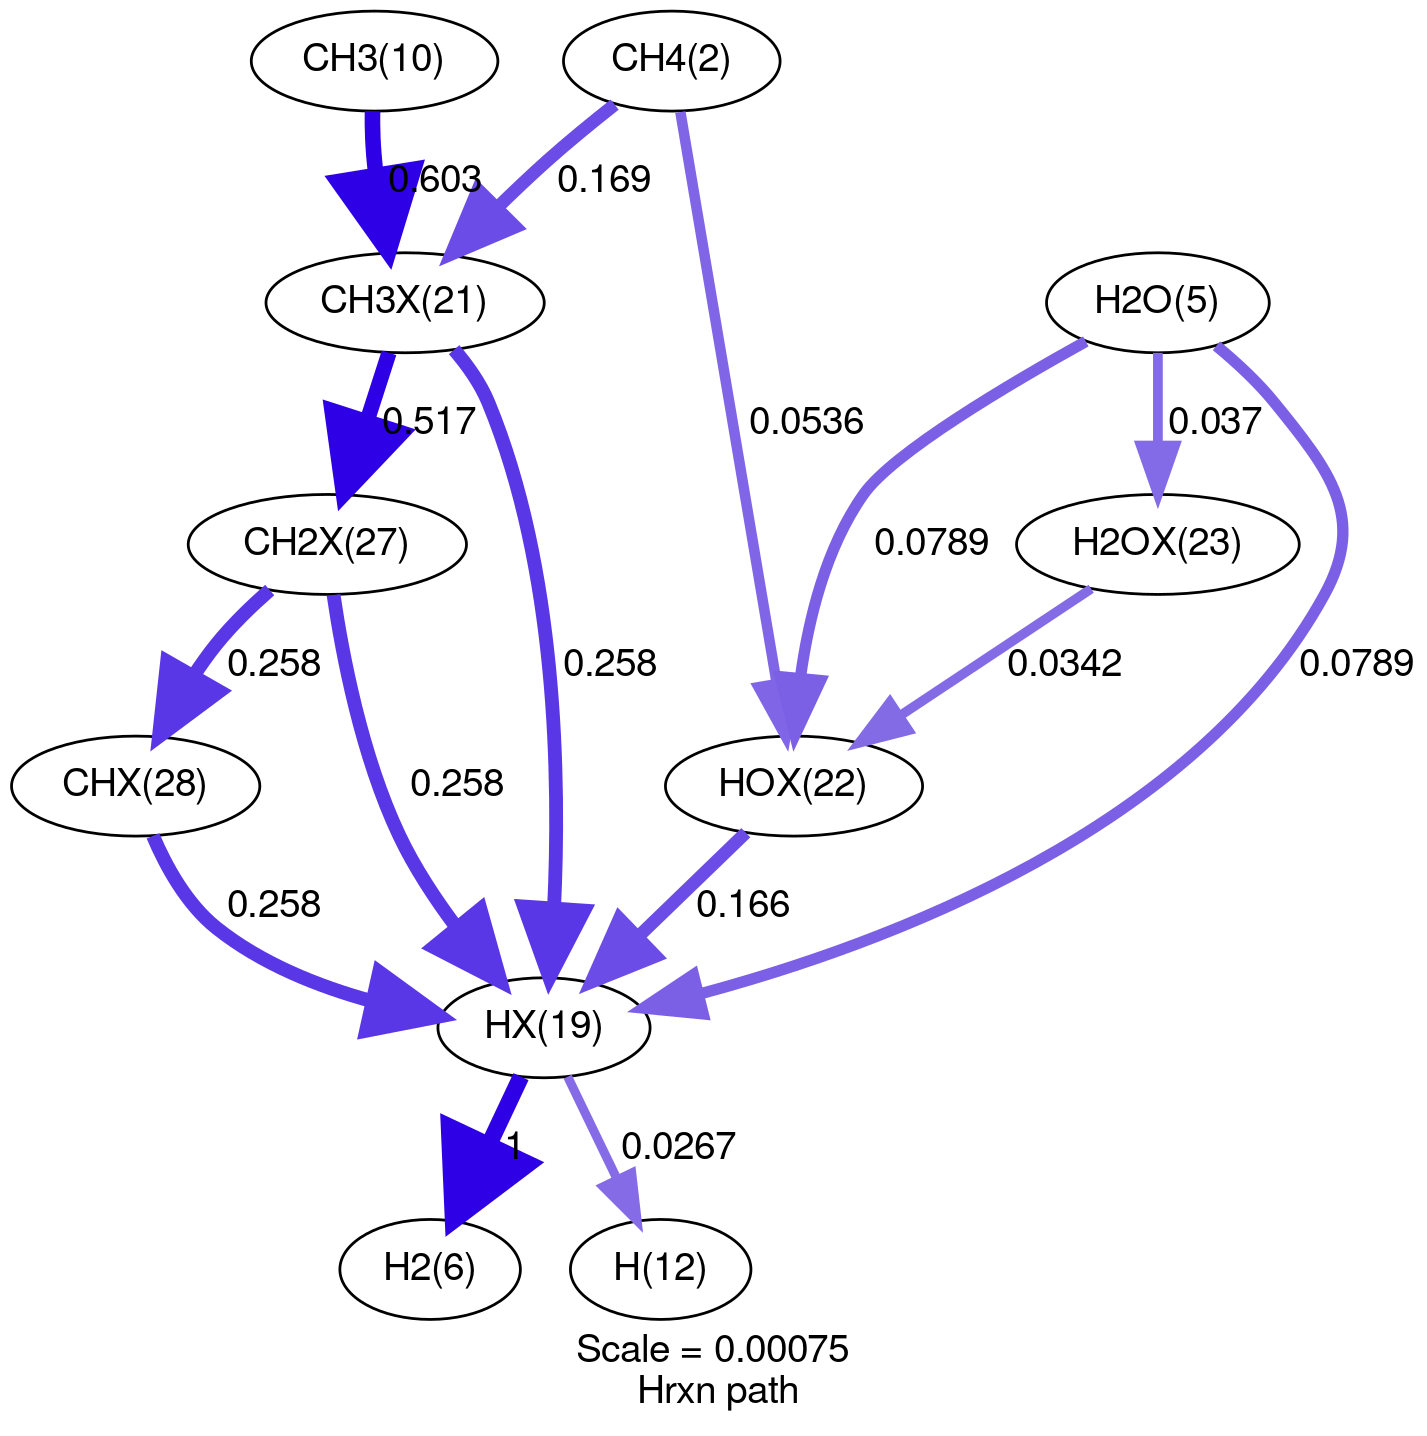 CH3(10)
CH4(2)
0.603
0.169
CH3X(21)
H2O(5)
0.517
0.0536
0.037
CH2X(27)
0.0789
H2OX(23)
0.258
0.258
0.0342
0.0789
0.258
CHX(28)
HOX(22)
0.258
0.166
HX(19)
1
0.0267
H2(6)
H(12)
Scale = 0.00075
Hrxn path